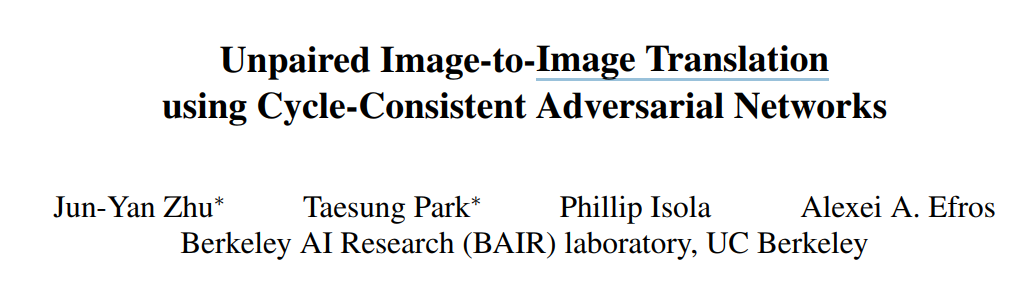 Unpaired Image-to-Image Translation
using Cycle-Consistent Adversarial Networks
Jun-Yan Zhu* Taesung Park* Phillip Isola Alexei A. Efros
Berkeley AI Research (BAIR) laboratory, UC Berkeley